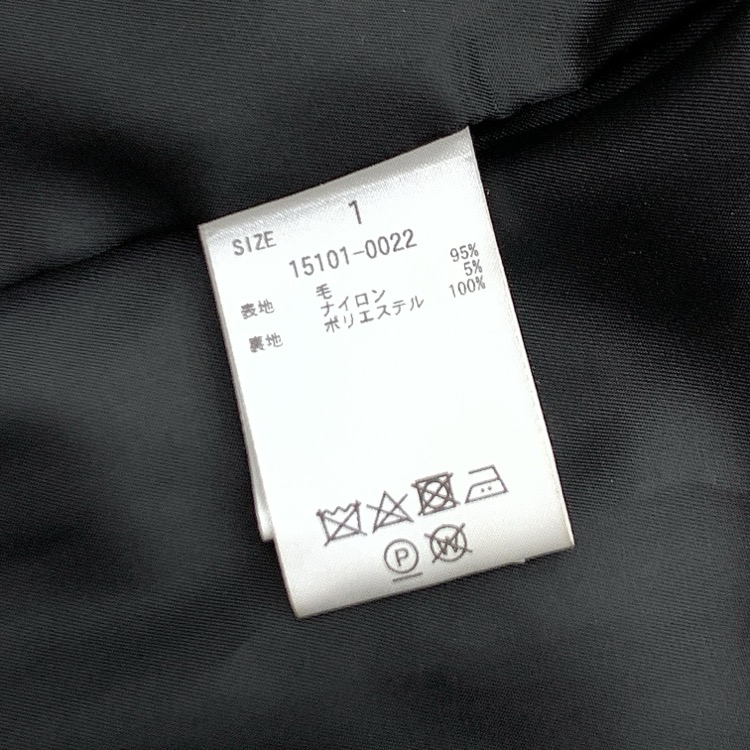 SIZE 1
15101-0022
表地 毛 95%
ナイロン 5%
裏地 ポリエステル 100%
P
W